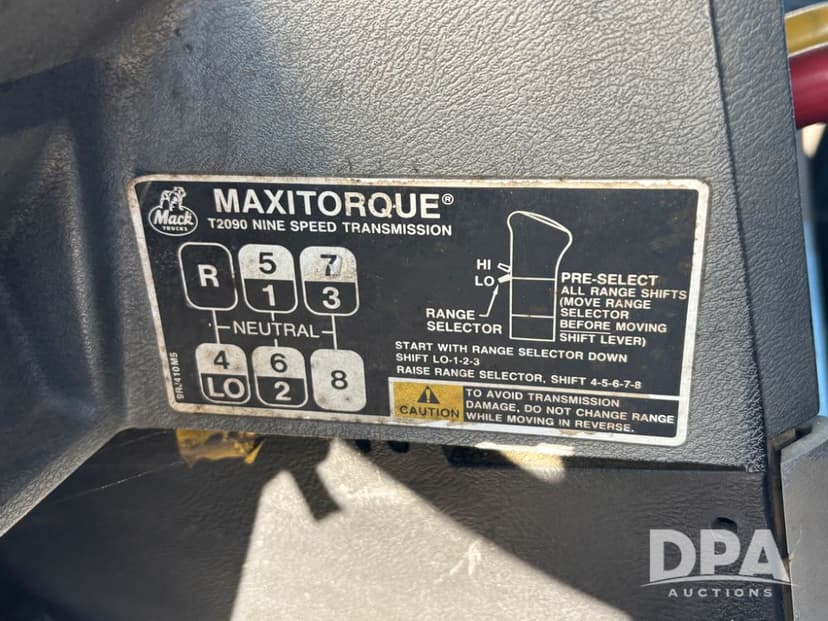 Mack
TRUCKS
MAXITORQUE®
T2090 NINE SPEED TRANSMISSION
R
5
1
7
3
NEUTRAL
4
LO
6
2
8
HI
LO
RANGE
SELECTOR
PRE-SELECT
ALL RANGE SHIFTS
(MOVE RANGE
SELECTOR
BEFORE MOVING
SHIFT LEVER)
START WITH RANGE SELECTOR DOWN
SHIFT LO-1-2-3
RAISE RANGE SELECTOR, SHIFT 4-5-6-7-8
CAUTION
TO AVOID TRANSMISSION
DAMAGE, DO NOT CHANGE RANGE
WHILE MOVING IN REVERSE.
DPA
AUCTIONS